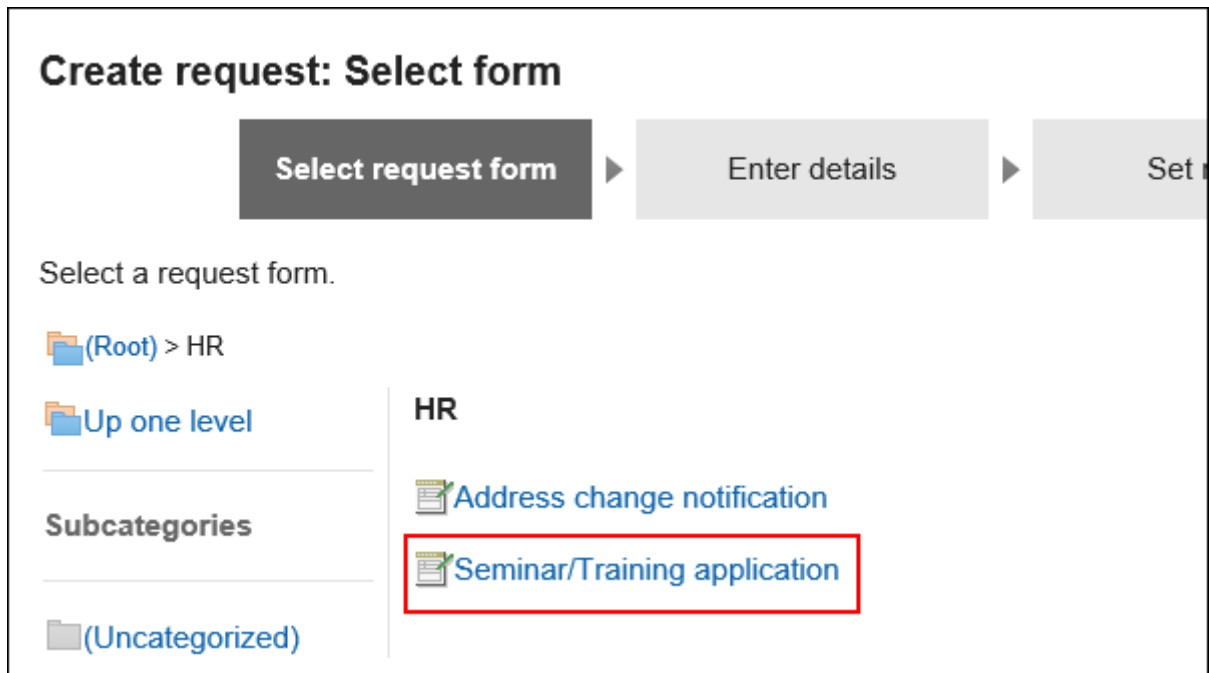 Create request: Select form
Select request form
Enter details
Set
Select a request form.
(Root) > HR
Up one level
Subcategories
(Uncategorized)
HR
Address change notification
Seminar/Training application